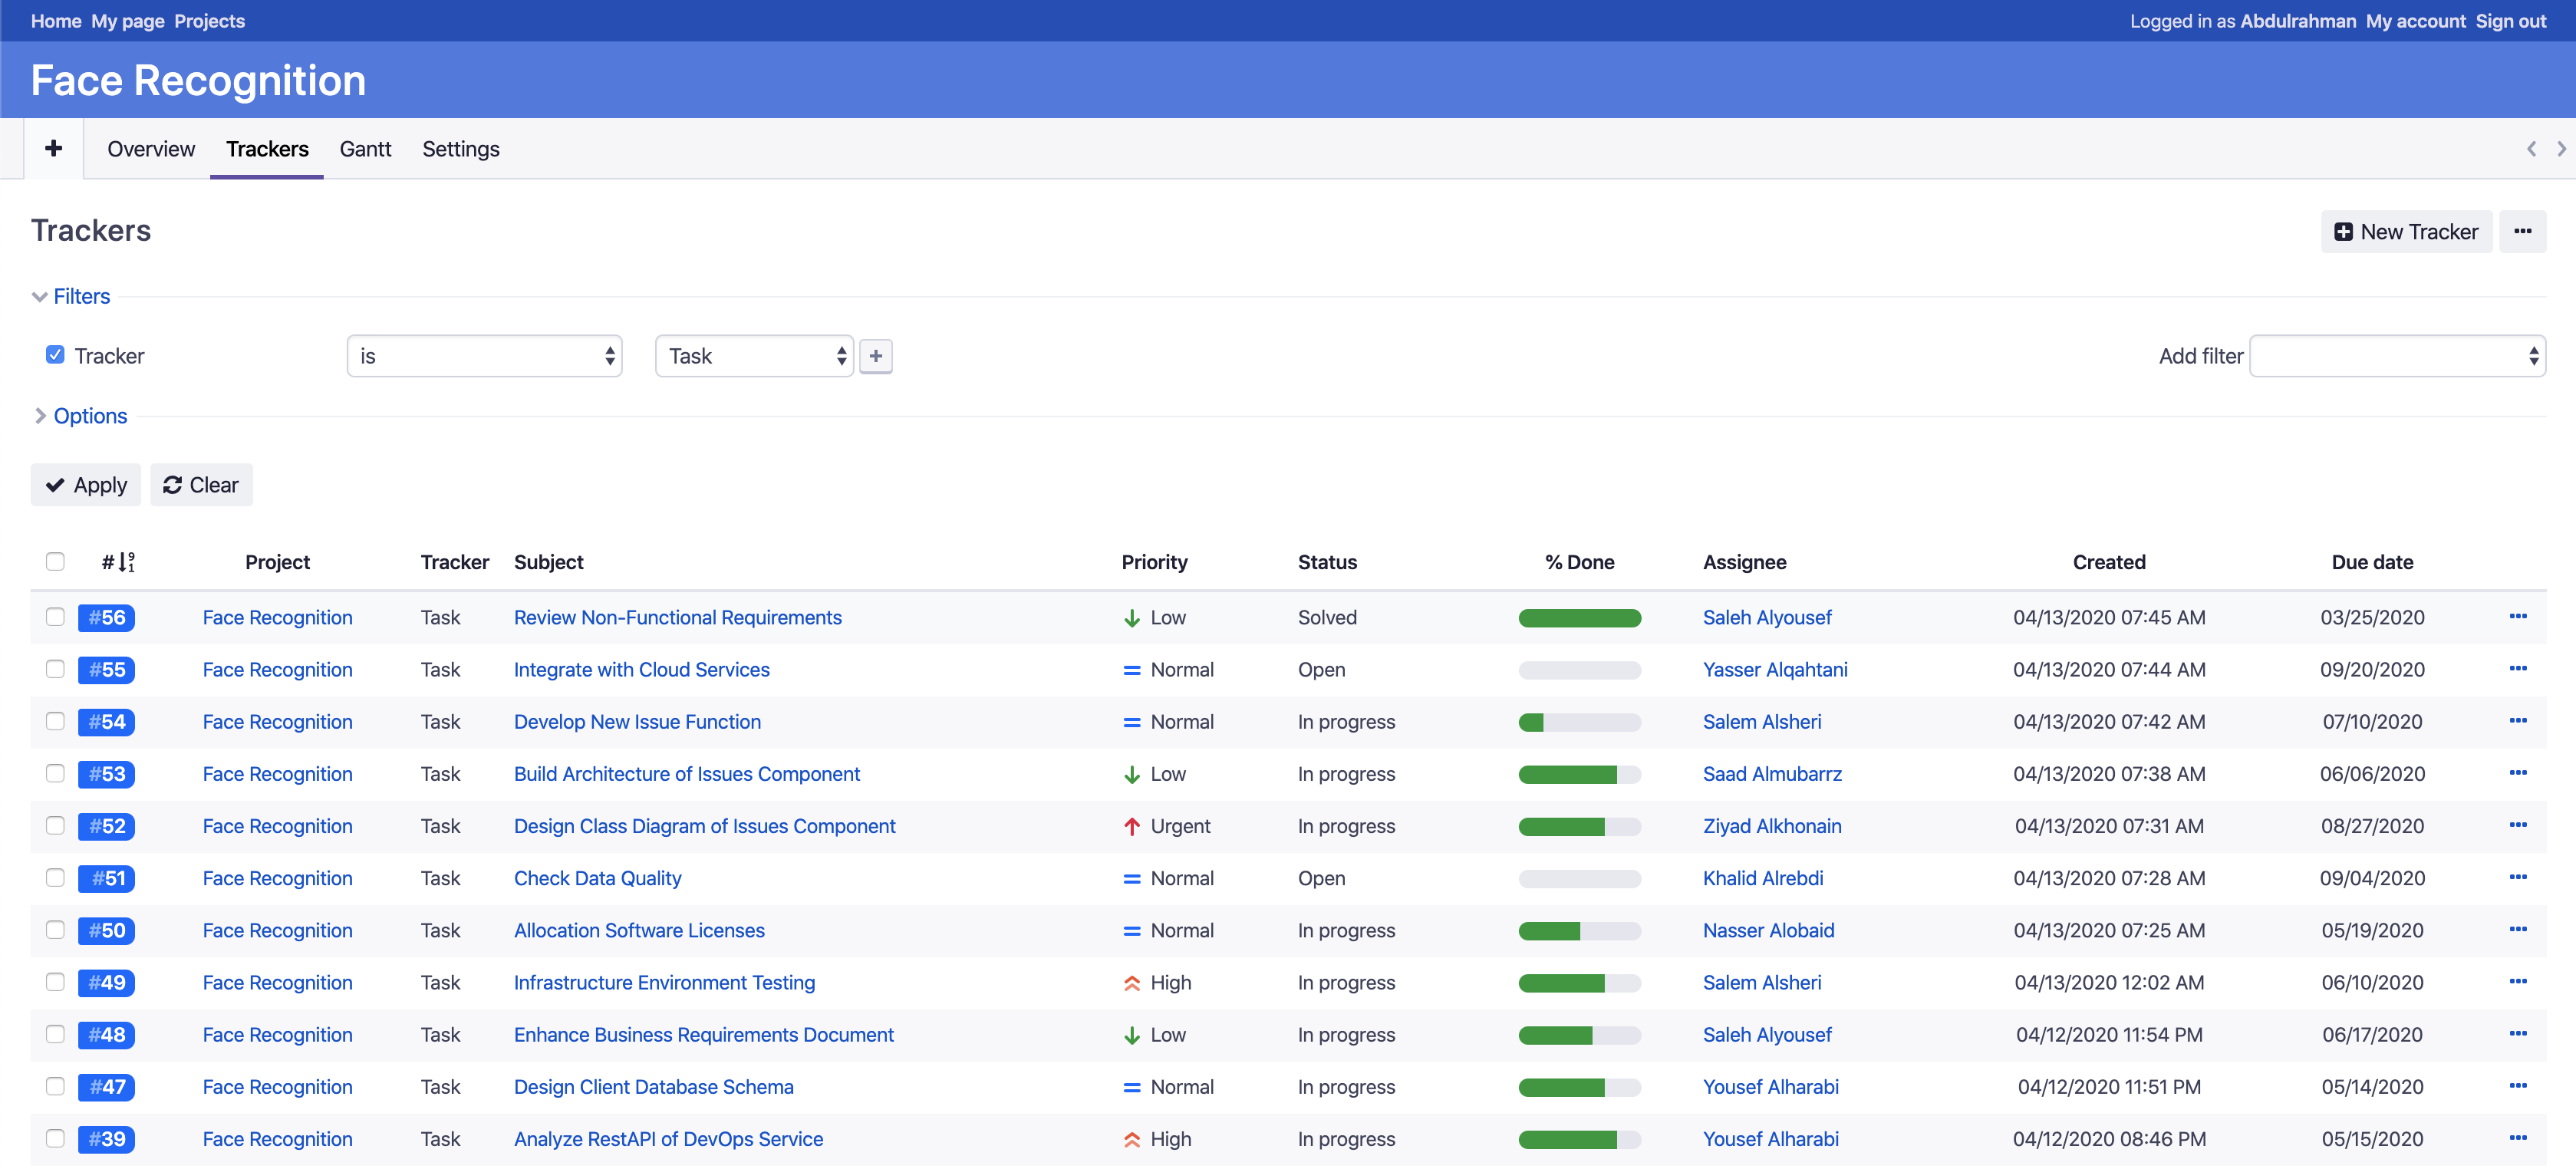 Home My page Projects Logged in as Abdulrahman My account Sign out
Face Recognition
Overview Trackers Gantt Settings
Trackers New Tracker
Filters
Tracker is Task Add filter
Options
Apply Clear
# Project Tracker Subject Priority Status % Done Assignee Created Due date
#56 Face Recognition Task Review Non-Functional Requirements Low Solved Saleh Alyousef 04/13/2020 07:45 AM 03/25/2020
#55 Face Recognition Task Integrate with Cloud Services Normal Open Yasser Alqahtani 04/13/2020 07:44 AM 09/20/2020
#54 Face Recognition Task Develop New Issue Function Normal In progress Salem Alsheri 04/13/2020 07:42 AM 07/10/2020
#53 Face Recognition Task Build Architecture of Issues Component Low In progress Saad Almubarrz 04/13/2020 07:38 AM 06/06/2020
#52 Face Recognition Task Design Class Diagram of Issues Component Urgent In progress Ziyad Alkhonain 04/13/2020 07:31 AM 08/27/2020
#51 Face Recognition Task Check Data Quality Normal Open Khalid Alrebdi 04/13/2020 07:28 AM 09/04/2020
#50 Face Recognition Task Allocation Software Licenses Normal In progress Nasser Alobaid 04/13/2020 07:25 AM 05/19/2020
#49 Face Recognition Task Infrastructure Environment Testing High In progress Salem Alsheri 04/13/2020 12:02 AM 06/10/2020
#48 Face Recognition Task Enhance Business Requirements Document Low In progress Saleh Alyousef 04/12/2020 11:54 PM 06/17/2020
#47 Face Recognition Task Design Client Database Schema Normal In progress Yousef Alharabi 04/12/2020 11:51 PM 05/14/2020
#39 Face Recognition Task Analyze RestAPI of DevOps Service High In progress Yousef Alharabi 04/12/2020 08:46 PM 05/15/2020